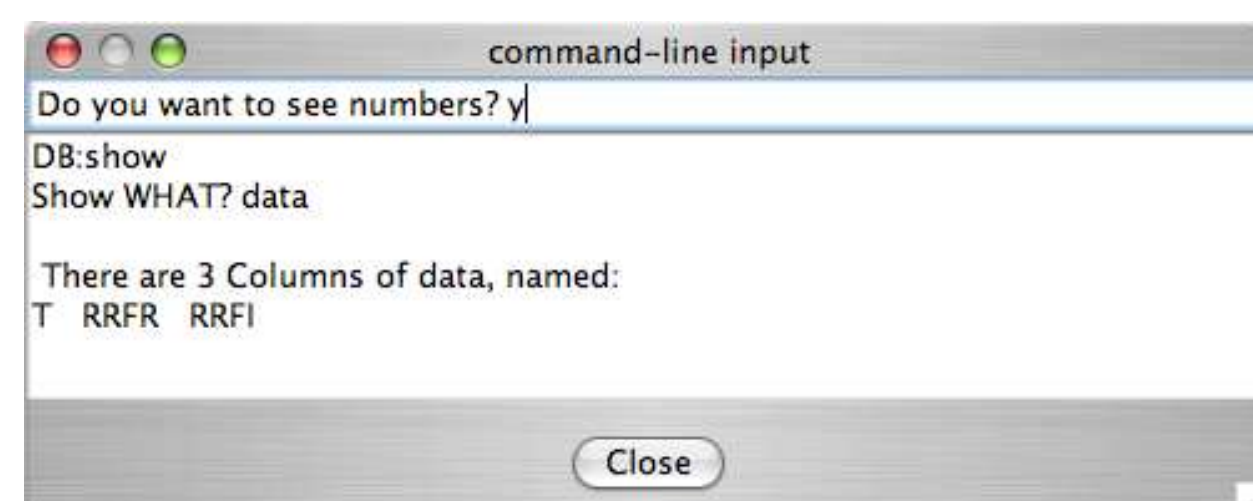 command-line input
Do you want to see numbers? y
DB:show
Show WHAT? data
There are 3 Columns of data, named:
T RRFR RRFI
Close